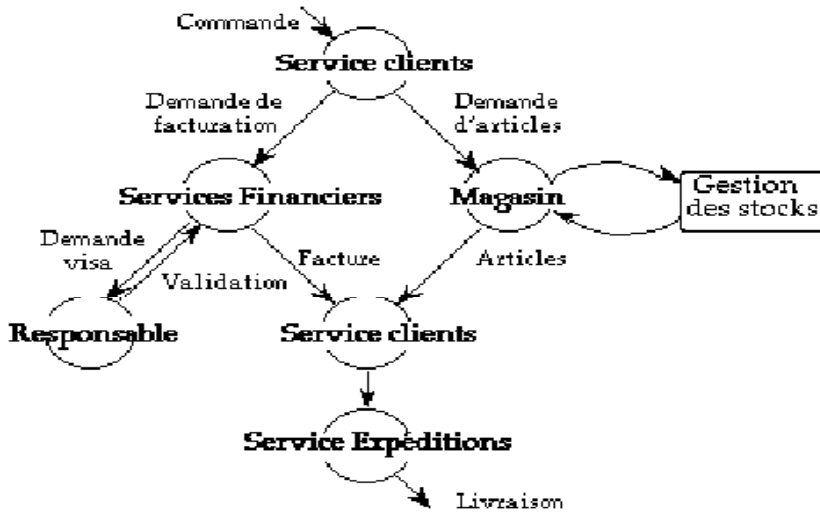 Commande
Service clients
Demande de
facturation
Demande
d'articles
Services Financiers
Magasin
Gestion
des stocks
Demande
visa
Validation
Facture
Articles
Responsable
Service clients
Service Expéditions
Livraison